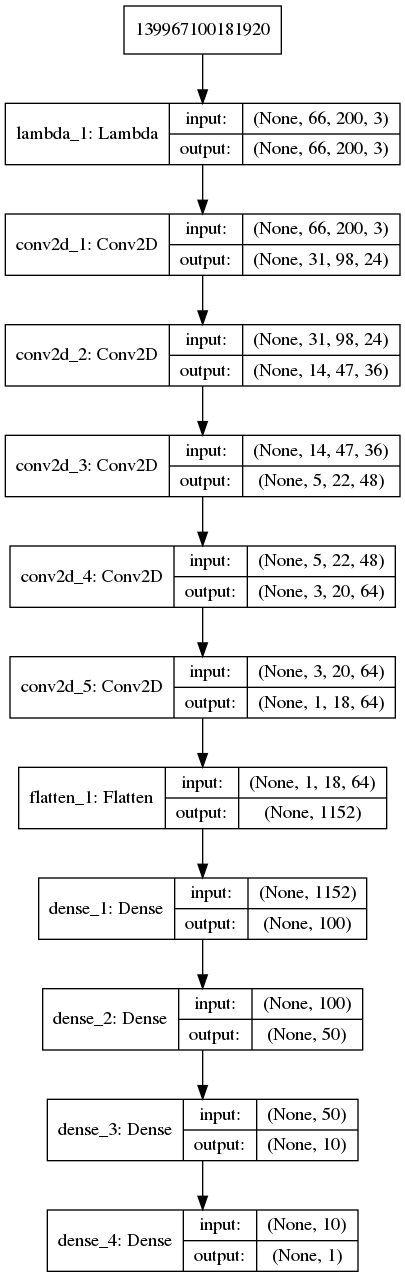 139967100181920
lambda_1: Lambda
input: (None, 66, 200, 3)
output: (None, 66, 200, 3)
conv2d_1: Conv2D
input: (None, 66, 200, 3)
output: (None, 31, 98, 24)
conv2d_2: Conv2D
input: (None, 31, 98, 24)
output: (None, 14, 47, 36)
conv2d_3: Conv2D
input: (None, 14, 47, 36)
output: (None, 5, 22, 48)
conv2d_4: Conv2D
input: (None, 5, 22, 48)
output: (None, 3, 20, 64)
conv2d_5: Conv2D
input: (None, 3, 20, 64)
output: (None, 1, 18, 64)
flatten_1: Flatten
input: (None, 1, 18, 64)
output: (None, 1152)
dense_1: Dense
input: (None, 1152)
output: (None, 100)
dense_2: Dense
input: (None, 100)
output: (None, 50)
dense_3: Dense
input: (None, 50)
output: (None, 10)
dense_4: Dense
input: (None, 10)
output: (None, 1)